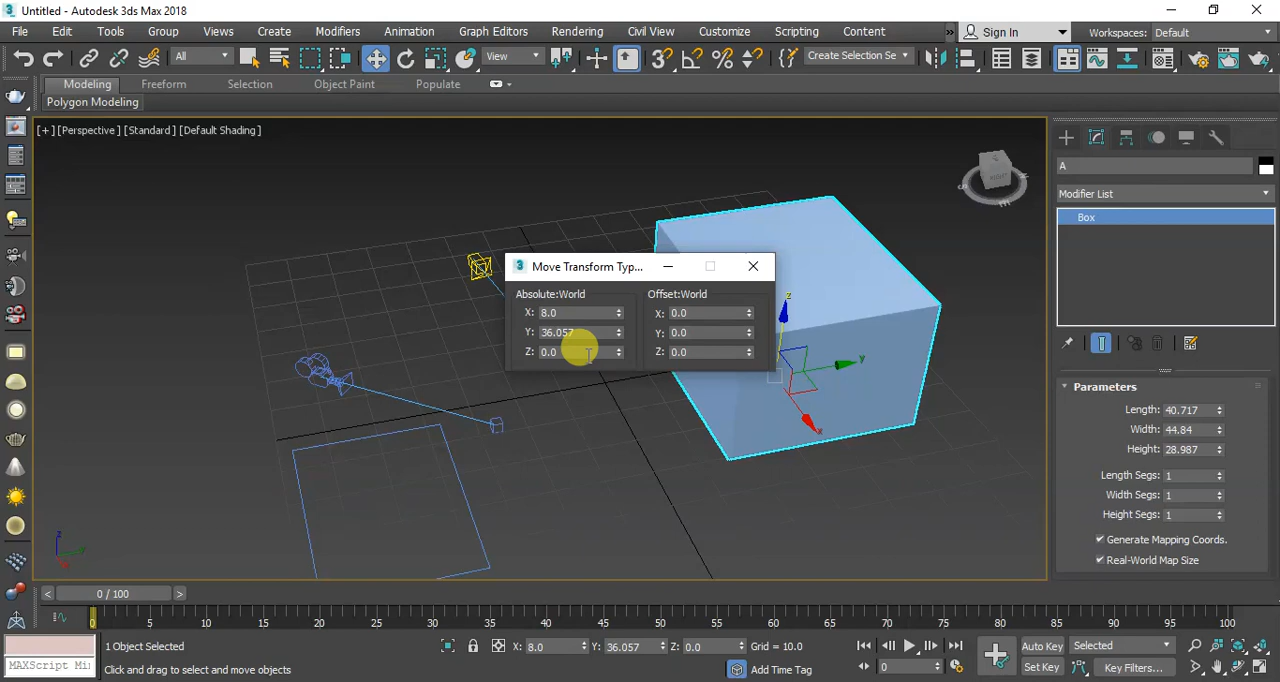 Untitled - Autodesk 3ds Max 2018
File Edit Tools Group Views Create Modifiers Animation Graph Editors Rendering Civil View Customize Scripting Content » Sign In Workspaces: Default
All View Create Selection Se
Modeling Freeform Selection Object Paint Populate
Polygon Modeling
[+] [Perspective] [Standard] [Default Shading]
A
Modifier List
Box
Move Transform Typ...
Absolute:World Offset:World
X: 8.0 X: 0.0
Y: 36.057 Y: 0.0
Z: 0.0 Z: 0.0
z
y
x
Parameters
Length: 40.717
Width: 44.84
Height: 28.987
Length Segs: 1
Width Segs: 1
Height Segs: 1
Generate Mapping Coords.
Real-World Map Size
< 0 / 100 >
0 5 10 15 20 25 30 35 40 45 50 55 60 65 70 75 80 85 90 95 100
1 Object Selected X: 8.0 Y: 36.057 Z: 0.0 Grid = 10.0 Auto Key Selected
MAXScript Mi: Click and drag to select and move objects Add Time Tag 0 Set Key Key Filters...